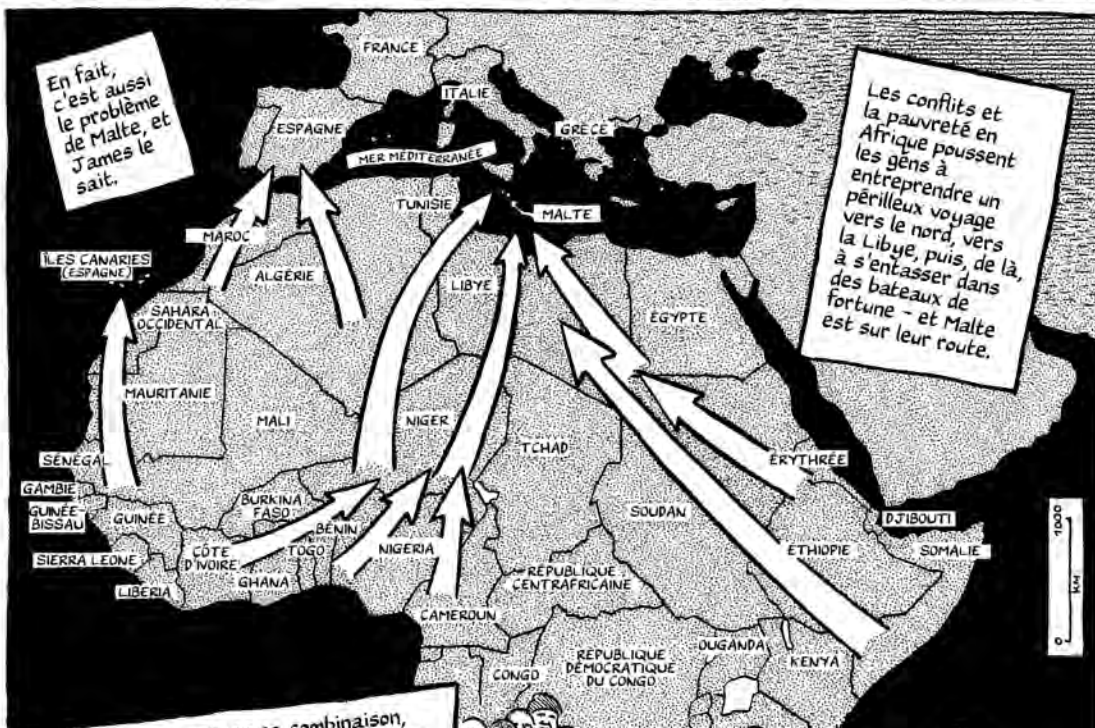 En fait,
c'est aussi
le problème
de Malte, et
James le
sait.
Les conflits et
la pauvreté en
Afrique poussent
les gens à
entreprendre un
périlleux voyage
vers le nord, vers
la Libye, puis, de là,
à s'entasser dans
des bateaux de
fortune – et Malte
est sur leur route.
FRANCE
ITALIE
ESPAGNE
GRÈCE
MER MÉDITERRANÉE
TUNISIE
MALTE
MAROC
ÎLES CANARIES
(ESPAGNE)
ALGÉRIE
LIBYE
ÉGYPTE
SAHARA
OCCIDENTAL
MAURITANIE
MALI
NIGER
TCHAD
ÉRYTHRÉE
SÉNÉGAL
GAMBIE
GUINÉE-
BISSAU
GUINÉE
BURKINA
FASO
BÉNIN
SOUDAN
DJIBOUTI
SIERRA LEONE
CÔTE
D'IVOIRE
TOGO
NIGERIA
ÉTHIOPIE
SOMALIE
LIBERIA
GHANA
RÉPUBLIQUE
CENTRAFRICAINE
CAMEROUN
OUGANDA
CONGO
RÉPUBLIQUE
DÉMOCRATIQUE
DU CONGO
KENYA
0 KM 1000
combinaison,